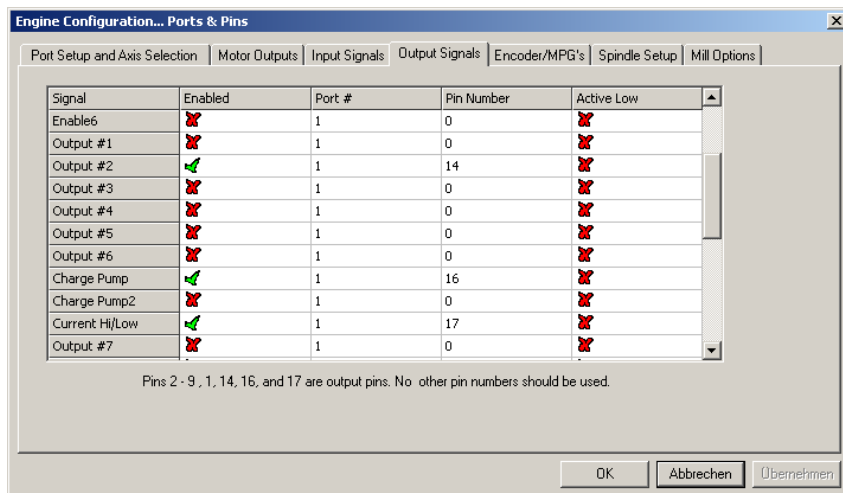 Engine Configuration... Ports & Pins
Port Setup and Axis Selection Motor Outputs Input Signals Output Signals Encoder/MPG's Spindle Setup Mill Options
Signal Enabled Port # Pin Number Active Low
Enable6 1 0
Output #1 1 0
Output #2 1 14
Output #3 1 0
Output #4 1 0
Output #5 1 0
Output #6 1 0
Charge Pump 1 16
Charge Pump2 1 0
Current Hi/Low 1 17
Output #7 1 0
Pins 2 - 9 , 1, 14, 16, and 17 are output pins. No other pin numbers should be used.
OK Abbrechen Übernehmen